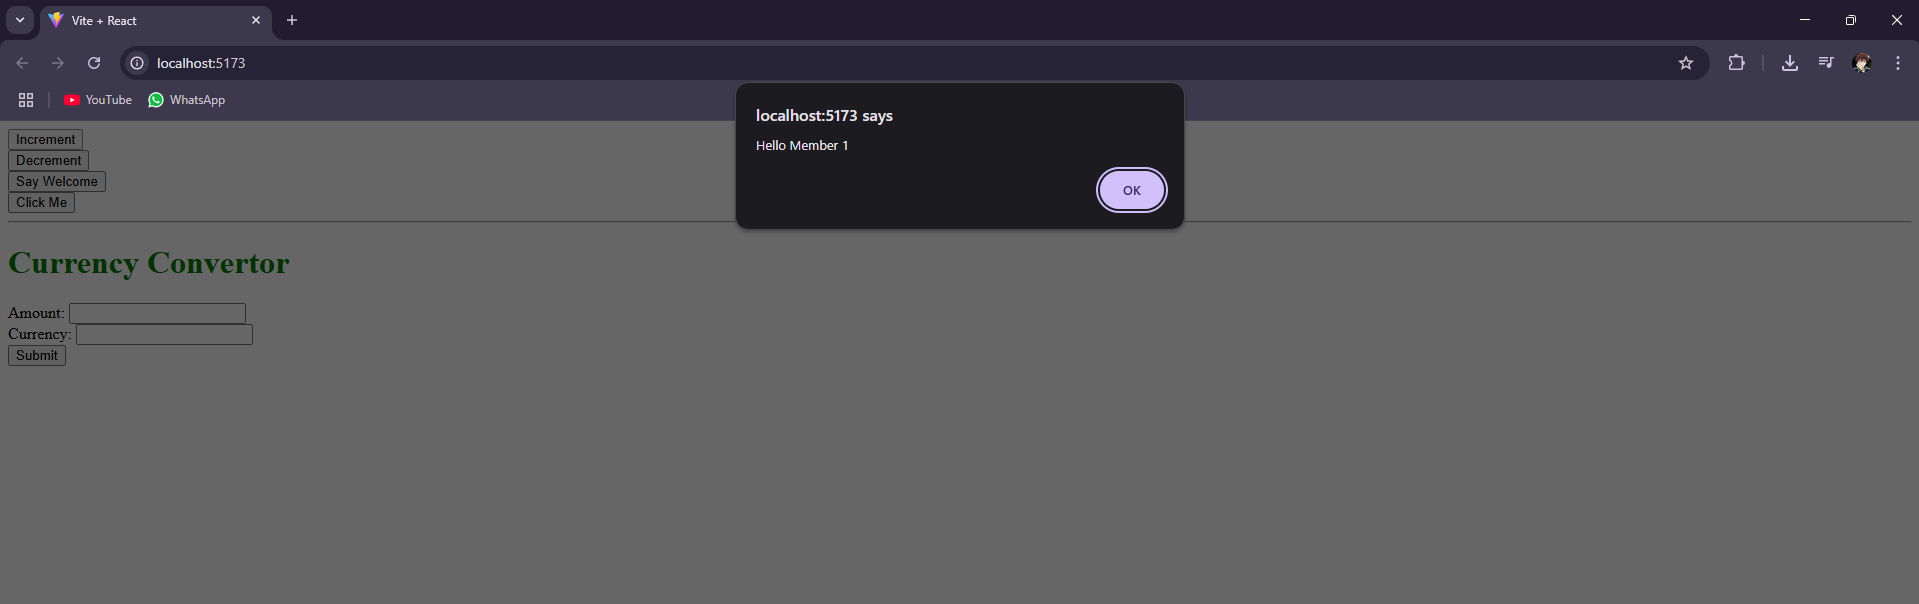 Vite + React
localhost:5173
YouTube WhatsApp
localhost:5173 says
Hello Member 1
OK
Increment
Decrement
Say Welcome
Click Me
Currency Convertor
Amount:
Currency:
Submit